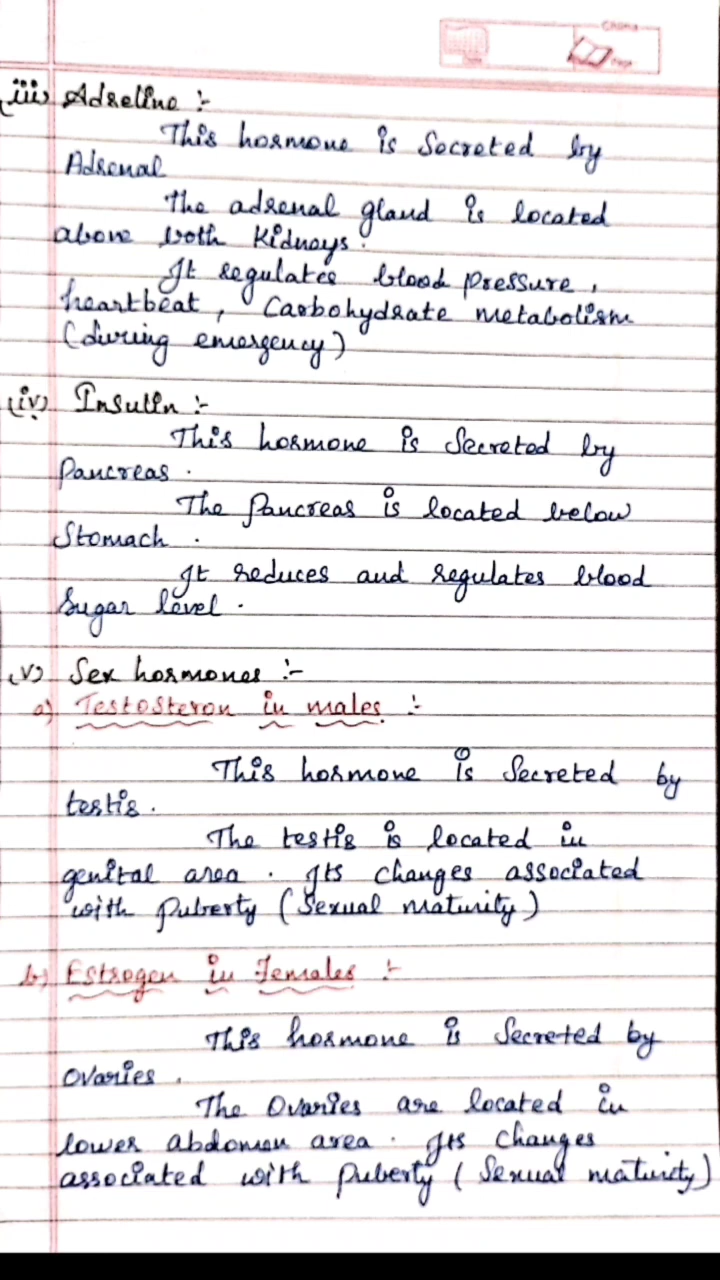 (iii) Adreline :-
This hormone is Secreted by
Adrenal
The adrenal gland is located
above both Kidneys.
It regulates blood pressure,
heartbeat, Carbohydrate metabolism
(during emergency)
(iv) Insulin :-
This hormone is Secreted by
Pancreas.
The Pancreas is located below
Stomach.
It reduces and regulates blood
Sugar level.
(v) Sex hormones :-
a) Testosteron in males :-
This hormone is Secreted by
testis.
The testis is located in
genital area. Its changes associated
with Puberty (Sexual maturity)
b) Estrogen in Females :-
This hormone is Secreted by
Ovaries.
The Ovaries are located in
lower abdomen area. Its changes
associated with Puberty (Sexual maturity)